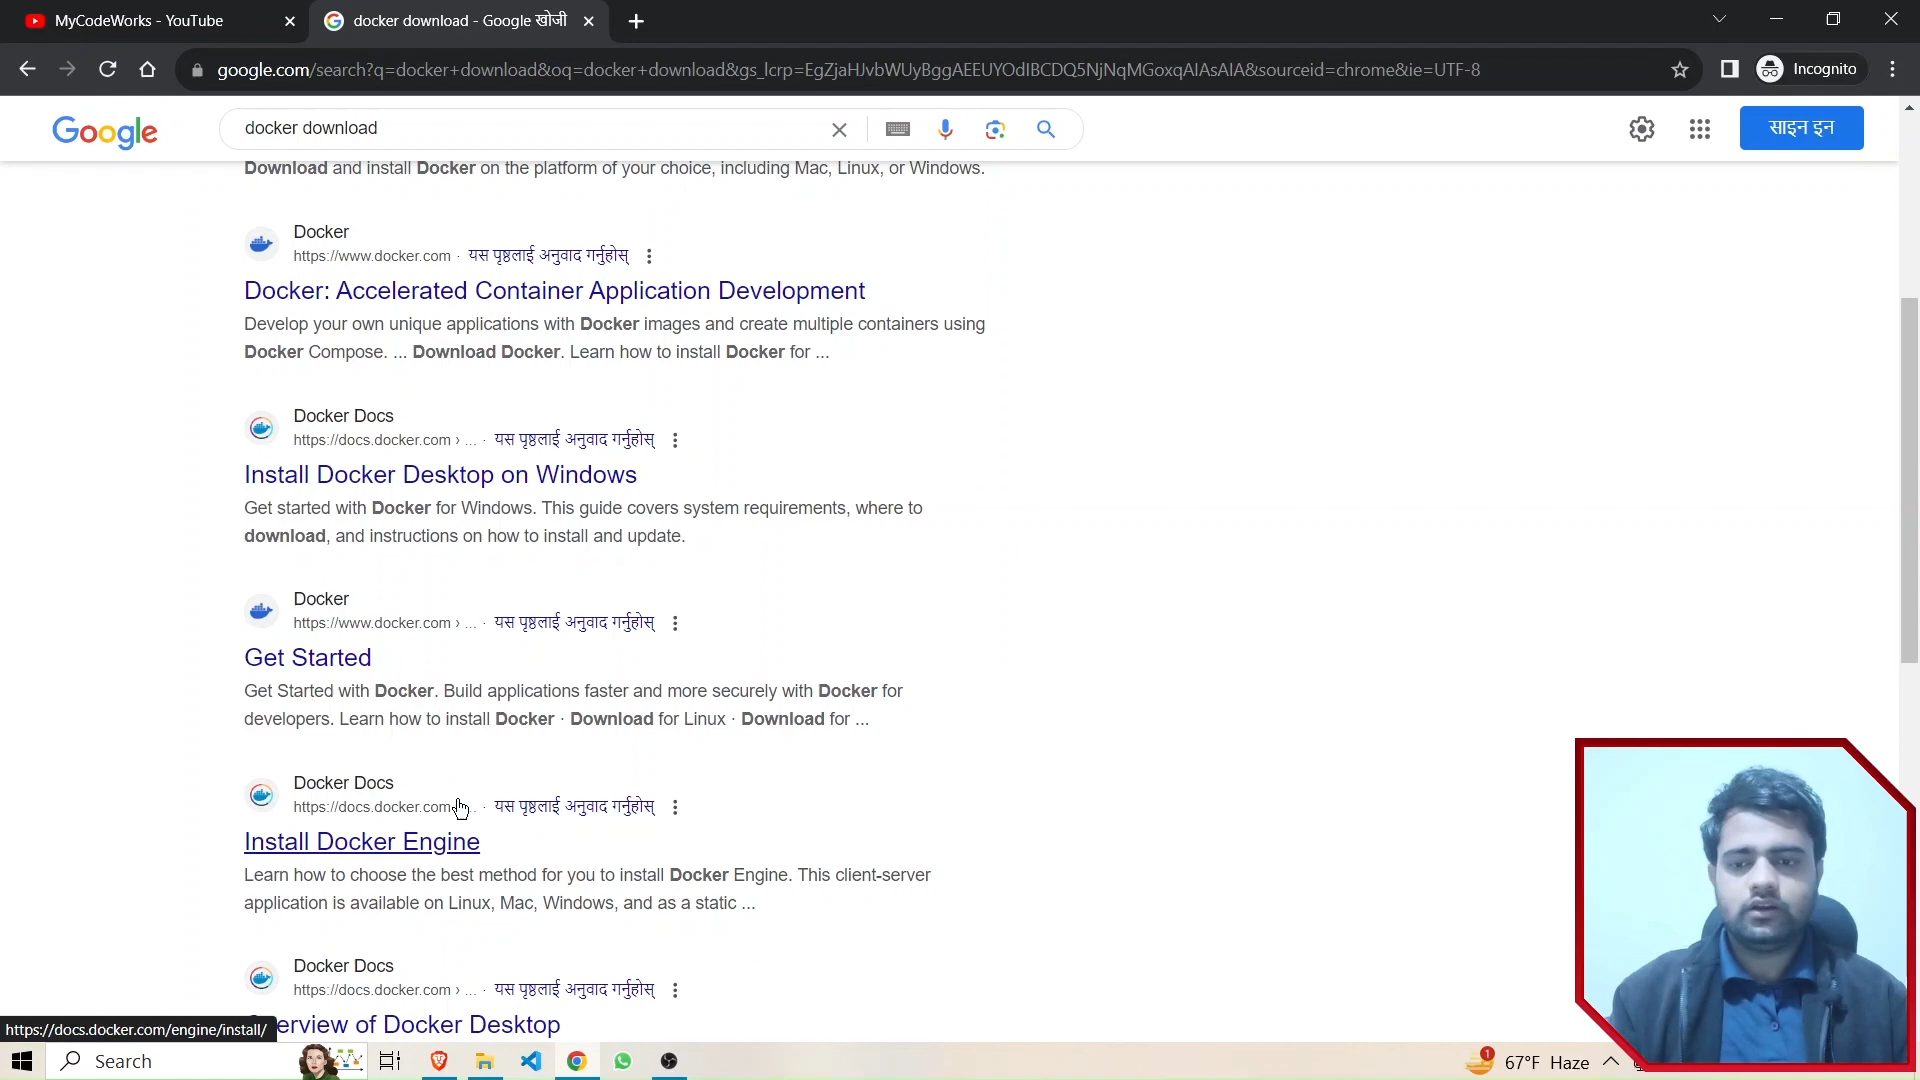 MyCodeWorks - YouTube
docker download - Google खोजी
google.com/search?q=docker+download&oq=docker+download&gs_lcrp=EgZjaHJvbWUyBggAEEUYOdIBCDQ5NjNqMGoxqAIAsAIA&sourceid=chrome&ie=UTF-8
Incognito
Google
docker download
साइन इन
Download and install Docker on the platform of your choice, including Mac, Linux, or Windows.
Docker
https://www.docker.com · यस पृष्ठलाई अनुवाद गर्नुहोस्
Docker: Accelerated Container Application Development
Develop your own unique applications with Docker images and create multiple containers using
Docker Compose. ... Download Docker. Learn how to install Docker for ...
Docker Docs
https://docs.docker.com › ... · यस पृष्ठलाई अनुवाद गर्नुहोस्
Install Docker Desktop on Windows
Get started with Docker for Windows. This guide covers system requirements, where to
download, and instructions on how to install and update.
Docker
https://www.docker.com › ... · यस पृष्ठलाई अनुवाद गर्नुहोस्
Get Started
Get Started with Docker. Build applications faster and more securely with Docker for
developers. Learn how to install Docker · Download for Linux · Download for ...
Docker Docs
https://docs.docker.com · यस पृष्ठलाई अनुवाद गर्नुहोस्
Install Docker Engine
Learn how to choose the best method for you to install Docker Engine. This client-server
application is available on Linux, Mac, Windows, and as a static ...
Docker Docs
https://docs.docker.com › ... · यस पृष्ठलाई अनुवाद गर्नुहोस्
erview of Docker Desktop
https://docs.docker.com/engine/install/
Search
1
67°F Haze